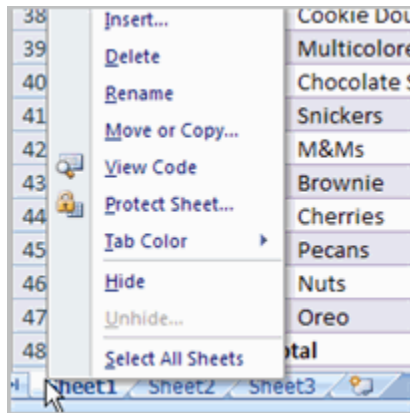 38 Insert... Cookie Dou
39 Delete Multicolore
40 Rename Chocolate S
41 Move or Copy... Snickers
42 View Code M&Ms
43 Protect Sheet... Brownie
44 Tab Color Cherries
45 Pecans
46 Hide Nuts
47 Unhide... Oreo
48 Select All Sheets otal
Sheet1 Sheet2 Sheet3